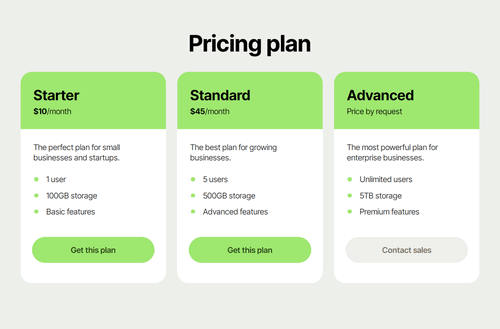 Pricing plan
Starter
$10/month
The perfect plan for small
businesses and startups.
1 user
100GB storage
Basic features
Get this plan
Standard
$45/month
The best plan for growing
businesses.
5 users
500GB storage
Advanced features
Get this plan
Advanced
Price by request
The most powerful plan for
enterprise businesses.
Unlimited users
5TB storage
Premium features
Contact sales